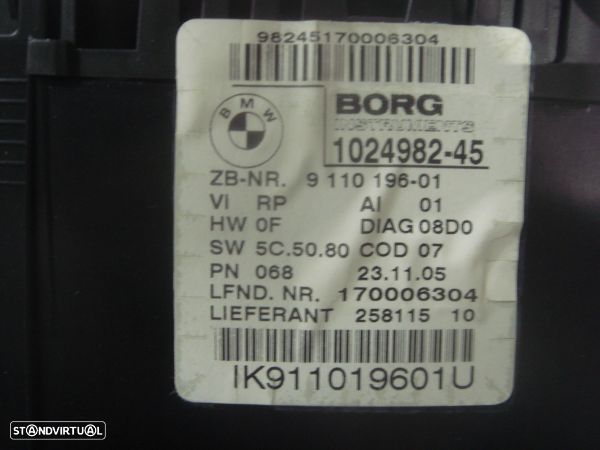 98245170006304
BMW
BORG
INSTRUMENTS
1024982-45
ZB-NR. 9 110 196-01
VI RP AI 01
HW 0F DIAG 08D0
SW 5C.50.80 COD 07
PN 068 23.11.05
LFND. NR. 170006304
LIEFERANT 258115 10
IK911019601U
STANDVIRTUAL